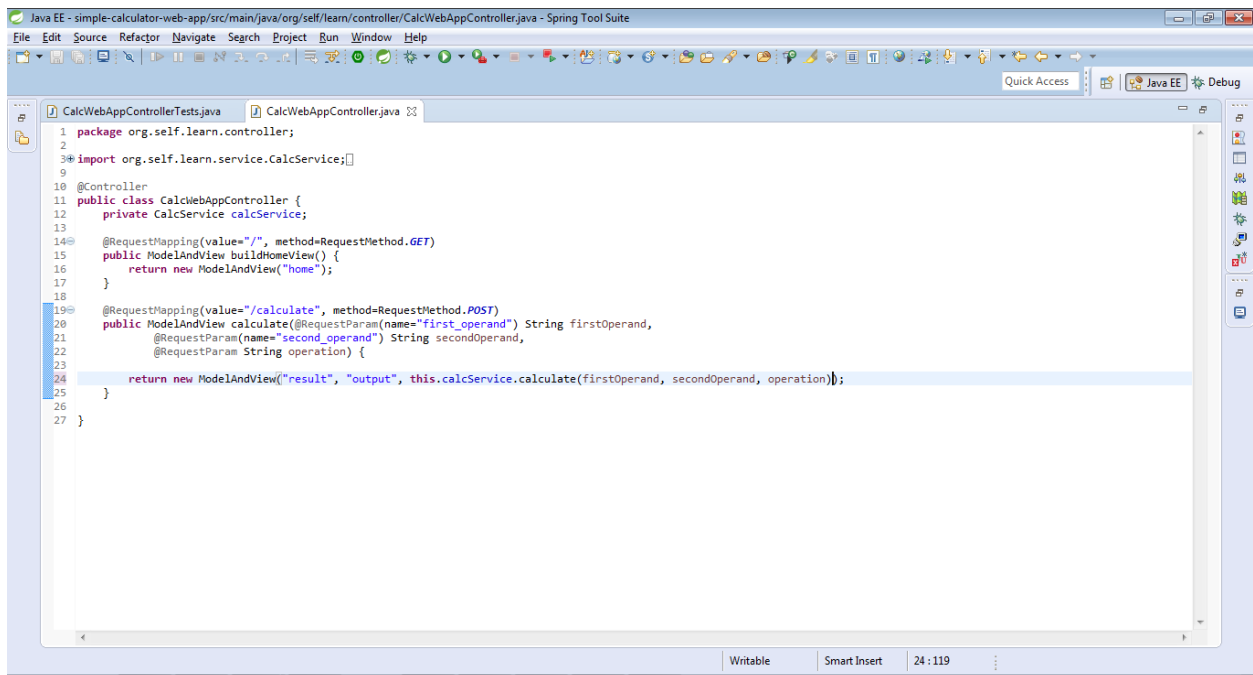 Java EE - simple-calculator-web-app/src/main/java/org/self/learn/controller/CalcWebAppController.java - Spring Tool Suite
File Edit Source Refactor Navigate Search Project Run Window Help
Quick Access Java EE Debug
CalcWebAppControllerTests.java CalcWebAppController.java
1 package org.self.learn.controller;
2
3 import org.self.learn.service.CalcService;
9
10 @Controller
11 public class CalcWebAppController {
12     private CalcService calcService;
13
14     @RequestMapping(value="/", method=RequestMethod.GET)
15     public ModelAndView buildHomeView() {
16         return new ModelAndView("home");
17     }
18
19     @RequestMapping(value="/calculate", method=RequestMethod.POST)
20     public ModelAndView calculate(@RequestParam(name="first_operand") String firstOperand,
21             @RequestParam(name="second_operand") String secondOperand,
22             @RequestParam String operation) {
23
24         return new ModelAndView("result", "output", this.calcService.calculate(firstOperand, secondOperand, operation));
25     }
26
27 }
Writable Smart Insert 24 : 119